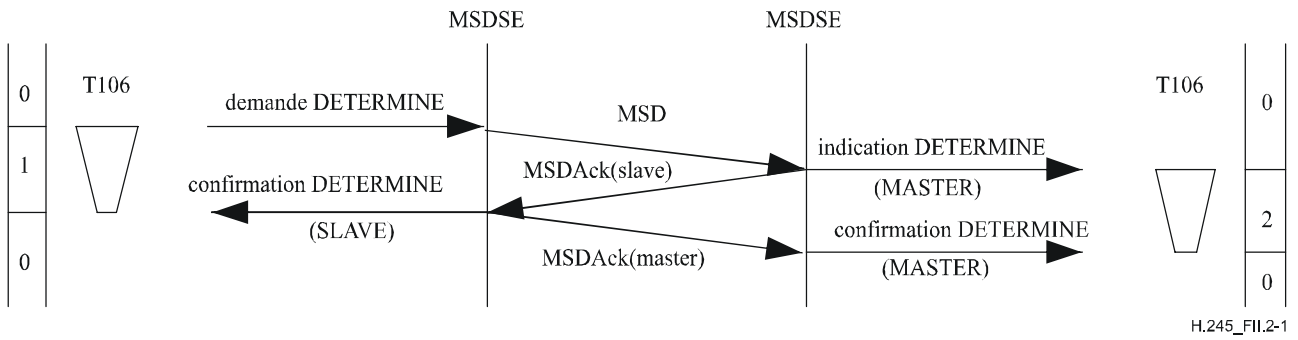 MSDSE
MSDSE
T106
T106
0
0
demande DETERMINE
MSD
indication DETERMINE
1
MSDAck(slave)
confirmation DETERMINE
(MASTER)
2
(SLAVE)
confirmation DETERMINE
MSDAck(master)
(MASTER)
0
0
H.245_FII.2-1